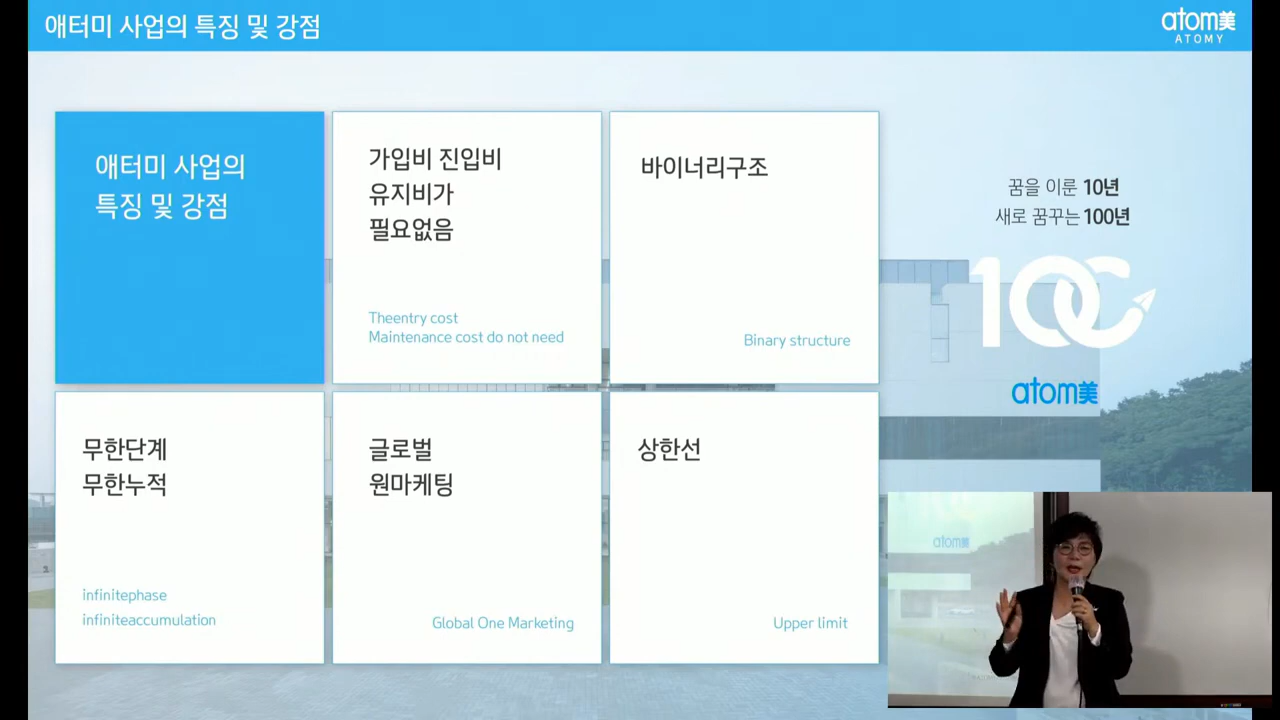 애터미 사업의 특징 및 강점
atom美
ATOMY
애터미 사업의
특징 및 강점
가입비 진입비
유지비가
필요없음
Theentry cost
Maintenance cost do not need
바이너리구조
Binary structure
꿈을 이룬 10년
새로 꿈꾸는 100년
100
atom美
무한단계
무한누적
infinitephase
infiniteaccumulation
글로벌
원마케팅
Global One Marketing
상한선
Upper limit
atom美